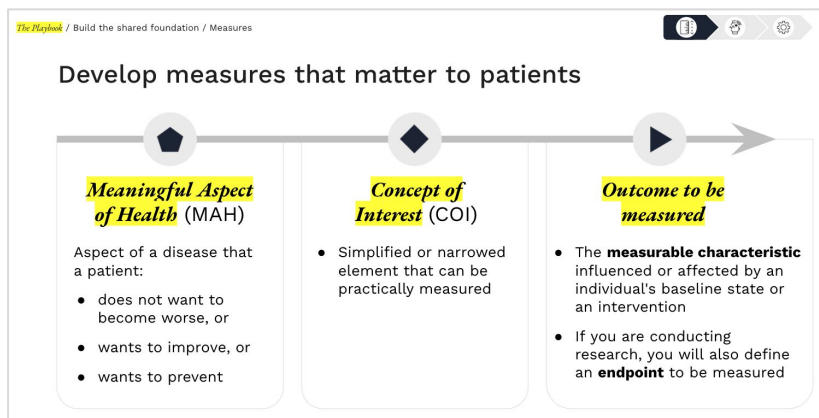 The Playbook / Build the shared foundation / Measures
Develop measures that matter to patients
Meaningful Aspect
of Health (MAH)
Aspect of a disease that
a patient:
● does not want to
become worse, or
● wants to improve, or
● wants to prevent
Concept of
Interest (COI)
● Simplified or narrowed
element that can be
practically measured
Outcome to be
measured
● The measurable characteristic
influenced or affected by an
individual's baseline state or
an intervention
● If you are conducting
research, you will also define
an endpoint to be measured